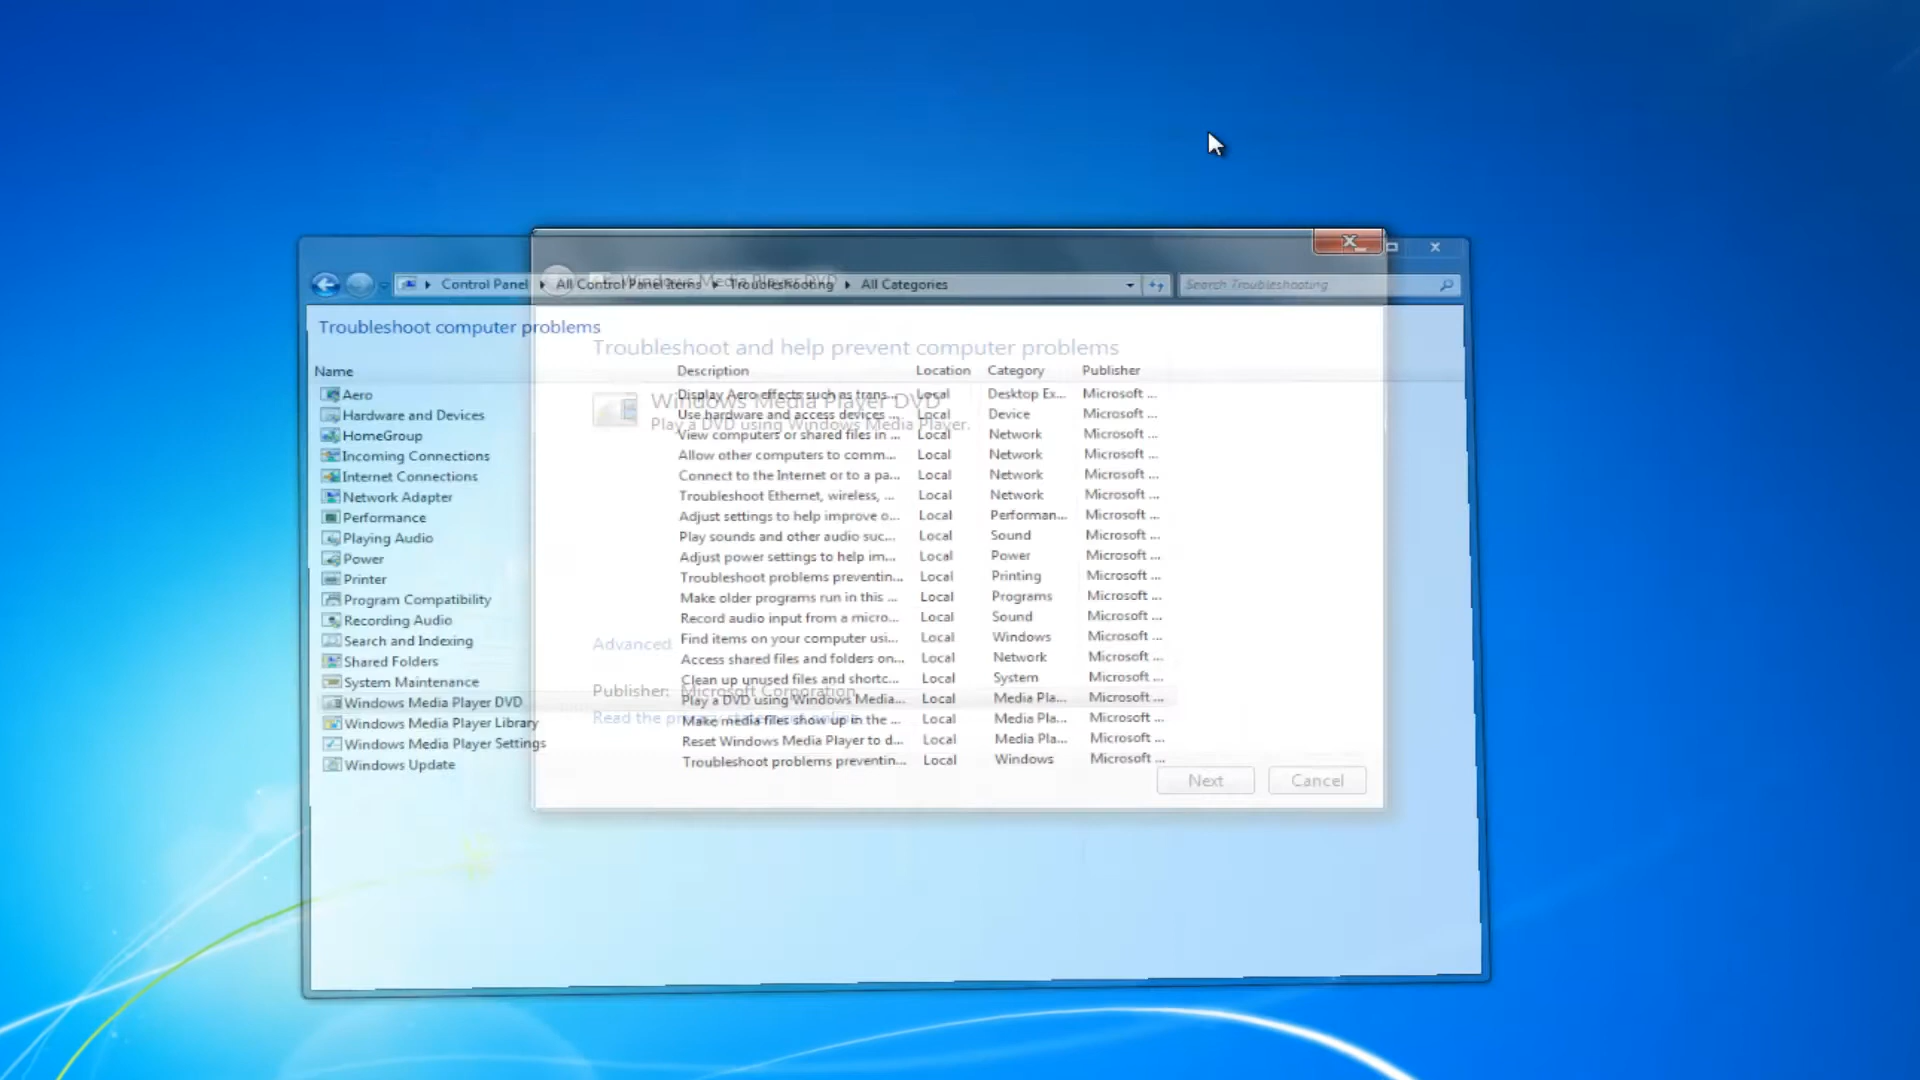 Windows Media Player DVD
Control Panel All Control Panel Items Troubleshooting All Categories
Search Troubleshooting
Troubleshoot computer problems
Troubleshoot and help prevent computer problems
Name Description Location Category Publisher
Windows Media Player DVD
Play a DVD using Windows Media Player.
Aero Display Aero effects such as trans... Local Desktop Ex... Microsoft ...
Hardware and Devices Use hardware and access devices ... Local Device Microsoft ...
HomeGroup View computers or shared files in ... Local Network Microsoft ...
Incoming Connections Allow other computers to comm... Local Network Microsoft ...
Internet Connections Connect to the Internet or to a pa... Local Network Microsoft ...
Network Adapter Troubleshoot Ethernet, wireless, ... Local Network Microsoft ...
Performance Adjust settings to help improve o... Local Performan... Microsoft ...
Playing Audio Play sounds and other audio suc... Local Sound Microsoft ...
Power Adjust power settings to help im... Local Power Microsoft ...
Printer Troubleshoot problems preventin... Local Printing Microsoft ...
Program Compatibility Make older programs run in this ... Local Programs Microsoft ...
Recording Audio Record audio input from a micro... Local Sound Microsoft ...
Search and Indexing Find items on your computer usi... Local Windows Microsoft ...
Shared Folders Access shared files and folders on... Local Network Microsoft ...
System Maintenance Clean up unused files and shortc... Local System Microsoft ...
Windows Media Player DVD Play a DVD using Windows Media... Local Media Pla... Microsoft ...
Windows Media Player Library Make media files show up in the ... Local Media Pla... Microsoft ...
Windows Media Player Settings Reset Windows Media Player to d... Local Media Pla... Microsoft ...
Windows Update Troubleshoot problems preventin... Local Windows Microsoft ...
Advanced
Publisher: Microsoft Corporation
Read the privacy statement online
Next Cancel